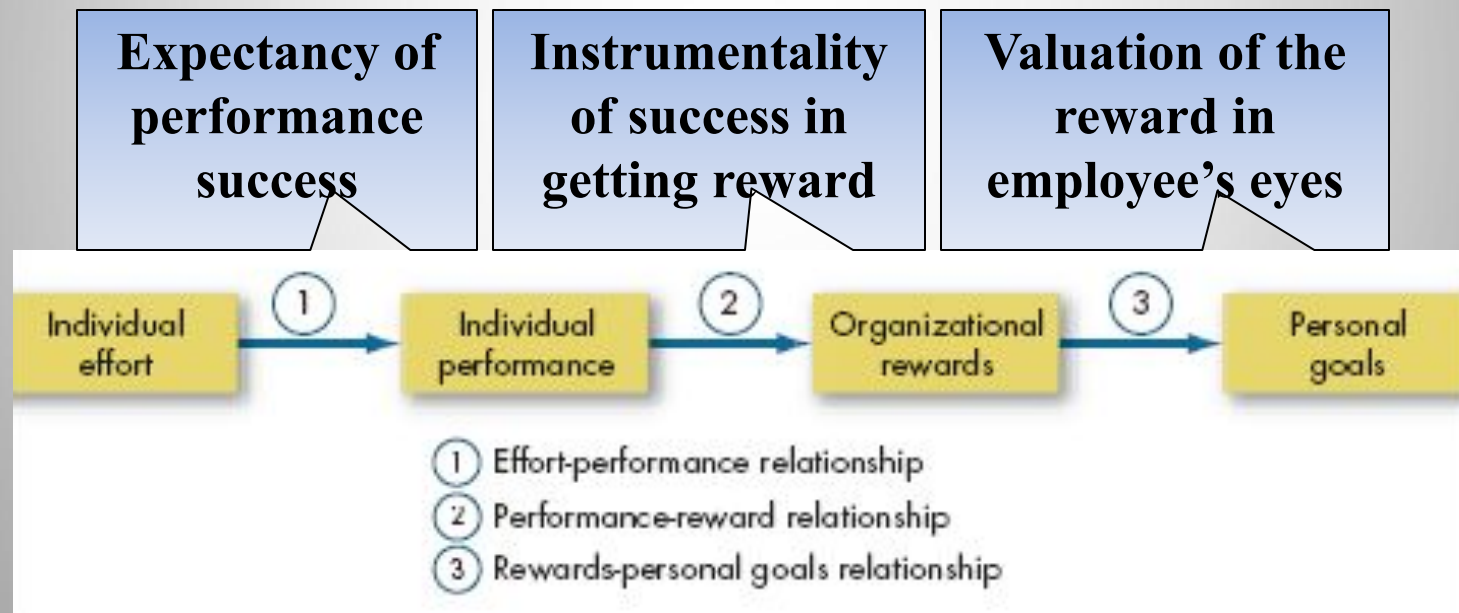 Expectancy of
performance
success
Instrumentality
of success in
getting reward
Valuation of the
reward in
employee’s eyes
1
2
3
Individual
effort
Individual
performance
Organizational
rewards
Personal
goals
1 Effort-performance relationship
2 Performance-reward relationship
3 Rewards-personal goals relationship